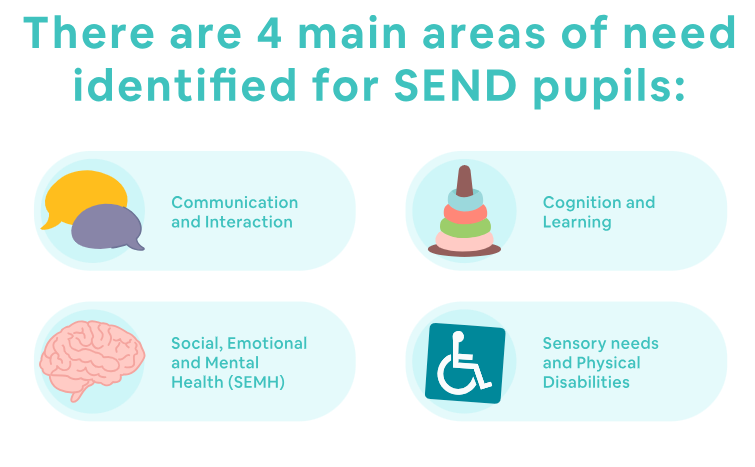 There are 4 main areas of need
identified for SEND pupils:
Communication
and Interaction
Cognition and
Learning
Social, Emotional
and Mental
Health (SEMH)
Sensory needs
and Physical
Disabilities